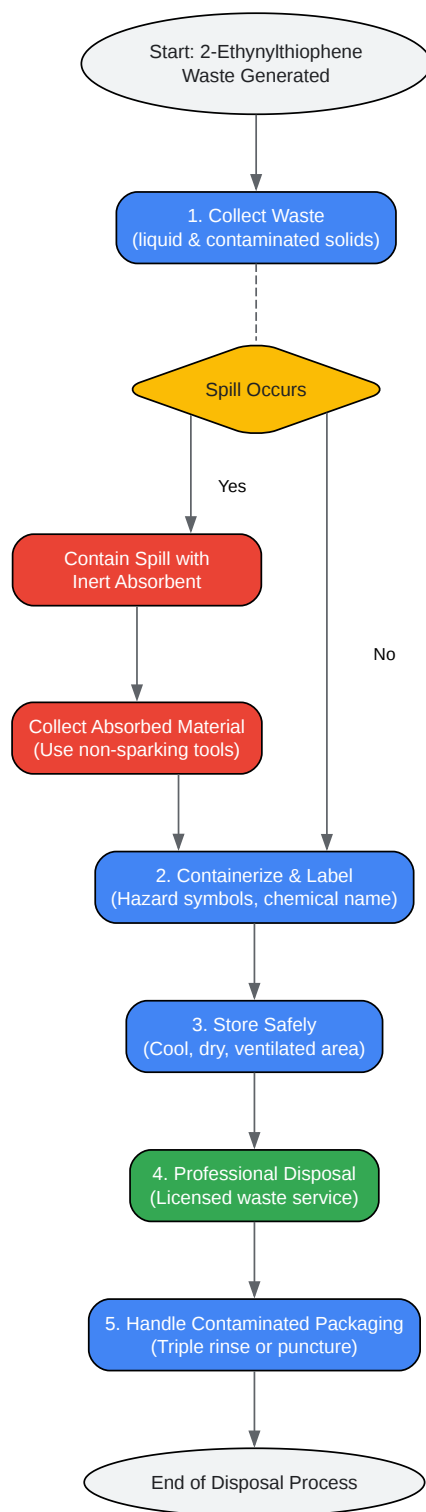 Start: 2-Ethynylthiophene
Waste Generated
1. Collect Waste
(liquid & contaminated solids)
Spill Occurs
Yes
Contain Spill with
Inert Absorbent
No
Collect Absorbed Material
(Use non-sparking tools)
2. Containerize & Label
(Hazard symbols, chemical name)
3. Store Safely
(Cool, dry, ventilated area)
4. Professional Disposal
(Licensed waste service)
5. Handle Contaminated Packaging
(Triple rinse or puncture)
End of Disposal Process